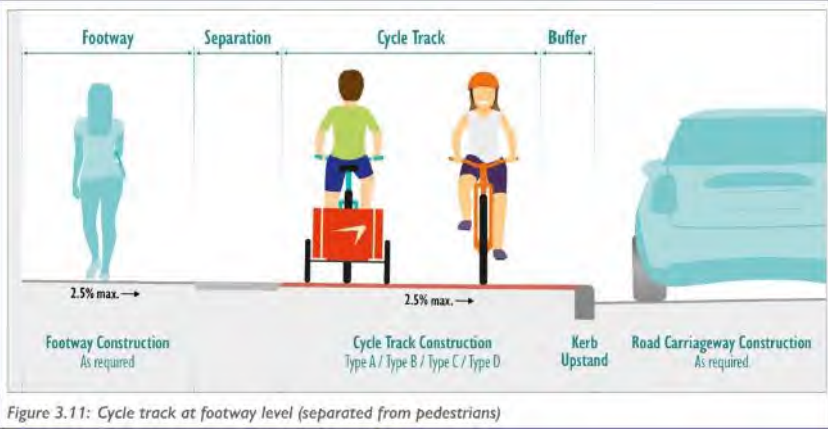 Footway Separation Cycle Track Buffer
2.5% max. 2.5% max.
Footway Construction Cycle Track Construction Kerb Road Carriageway Construction
As required Type A / Type B / Type C / Type D Upstand As required
Figure 3.11: Cycle track at footway level (separated from pedestrians)